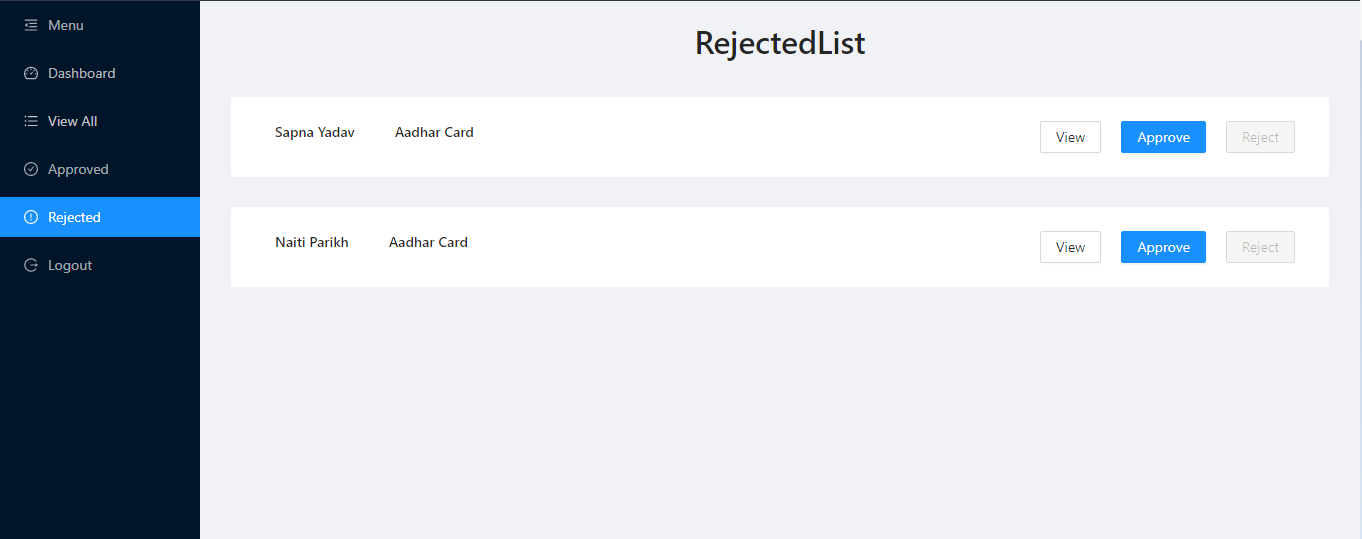 Menu
Dashboard
View All
Approved
Rejected
Logout
RejectedList
Sapna Yadav Aadhar Card View Approve Reject
Naiti Parikh Aadhar Card View Approve Reject